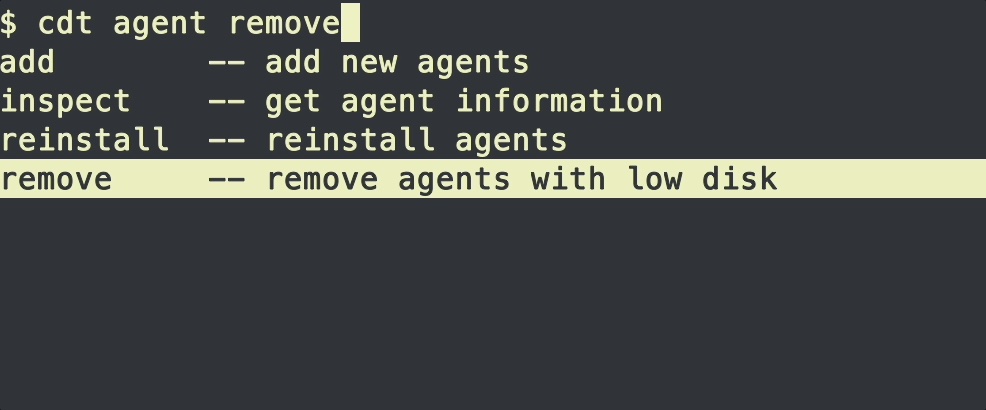 $ cdt agent remove
add        -- add new agents
inspect    -- get agent information
reinstall  -- reinstall agents
remove     -- remove agents with low disk